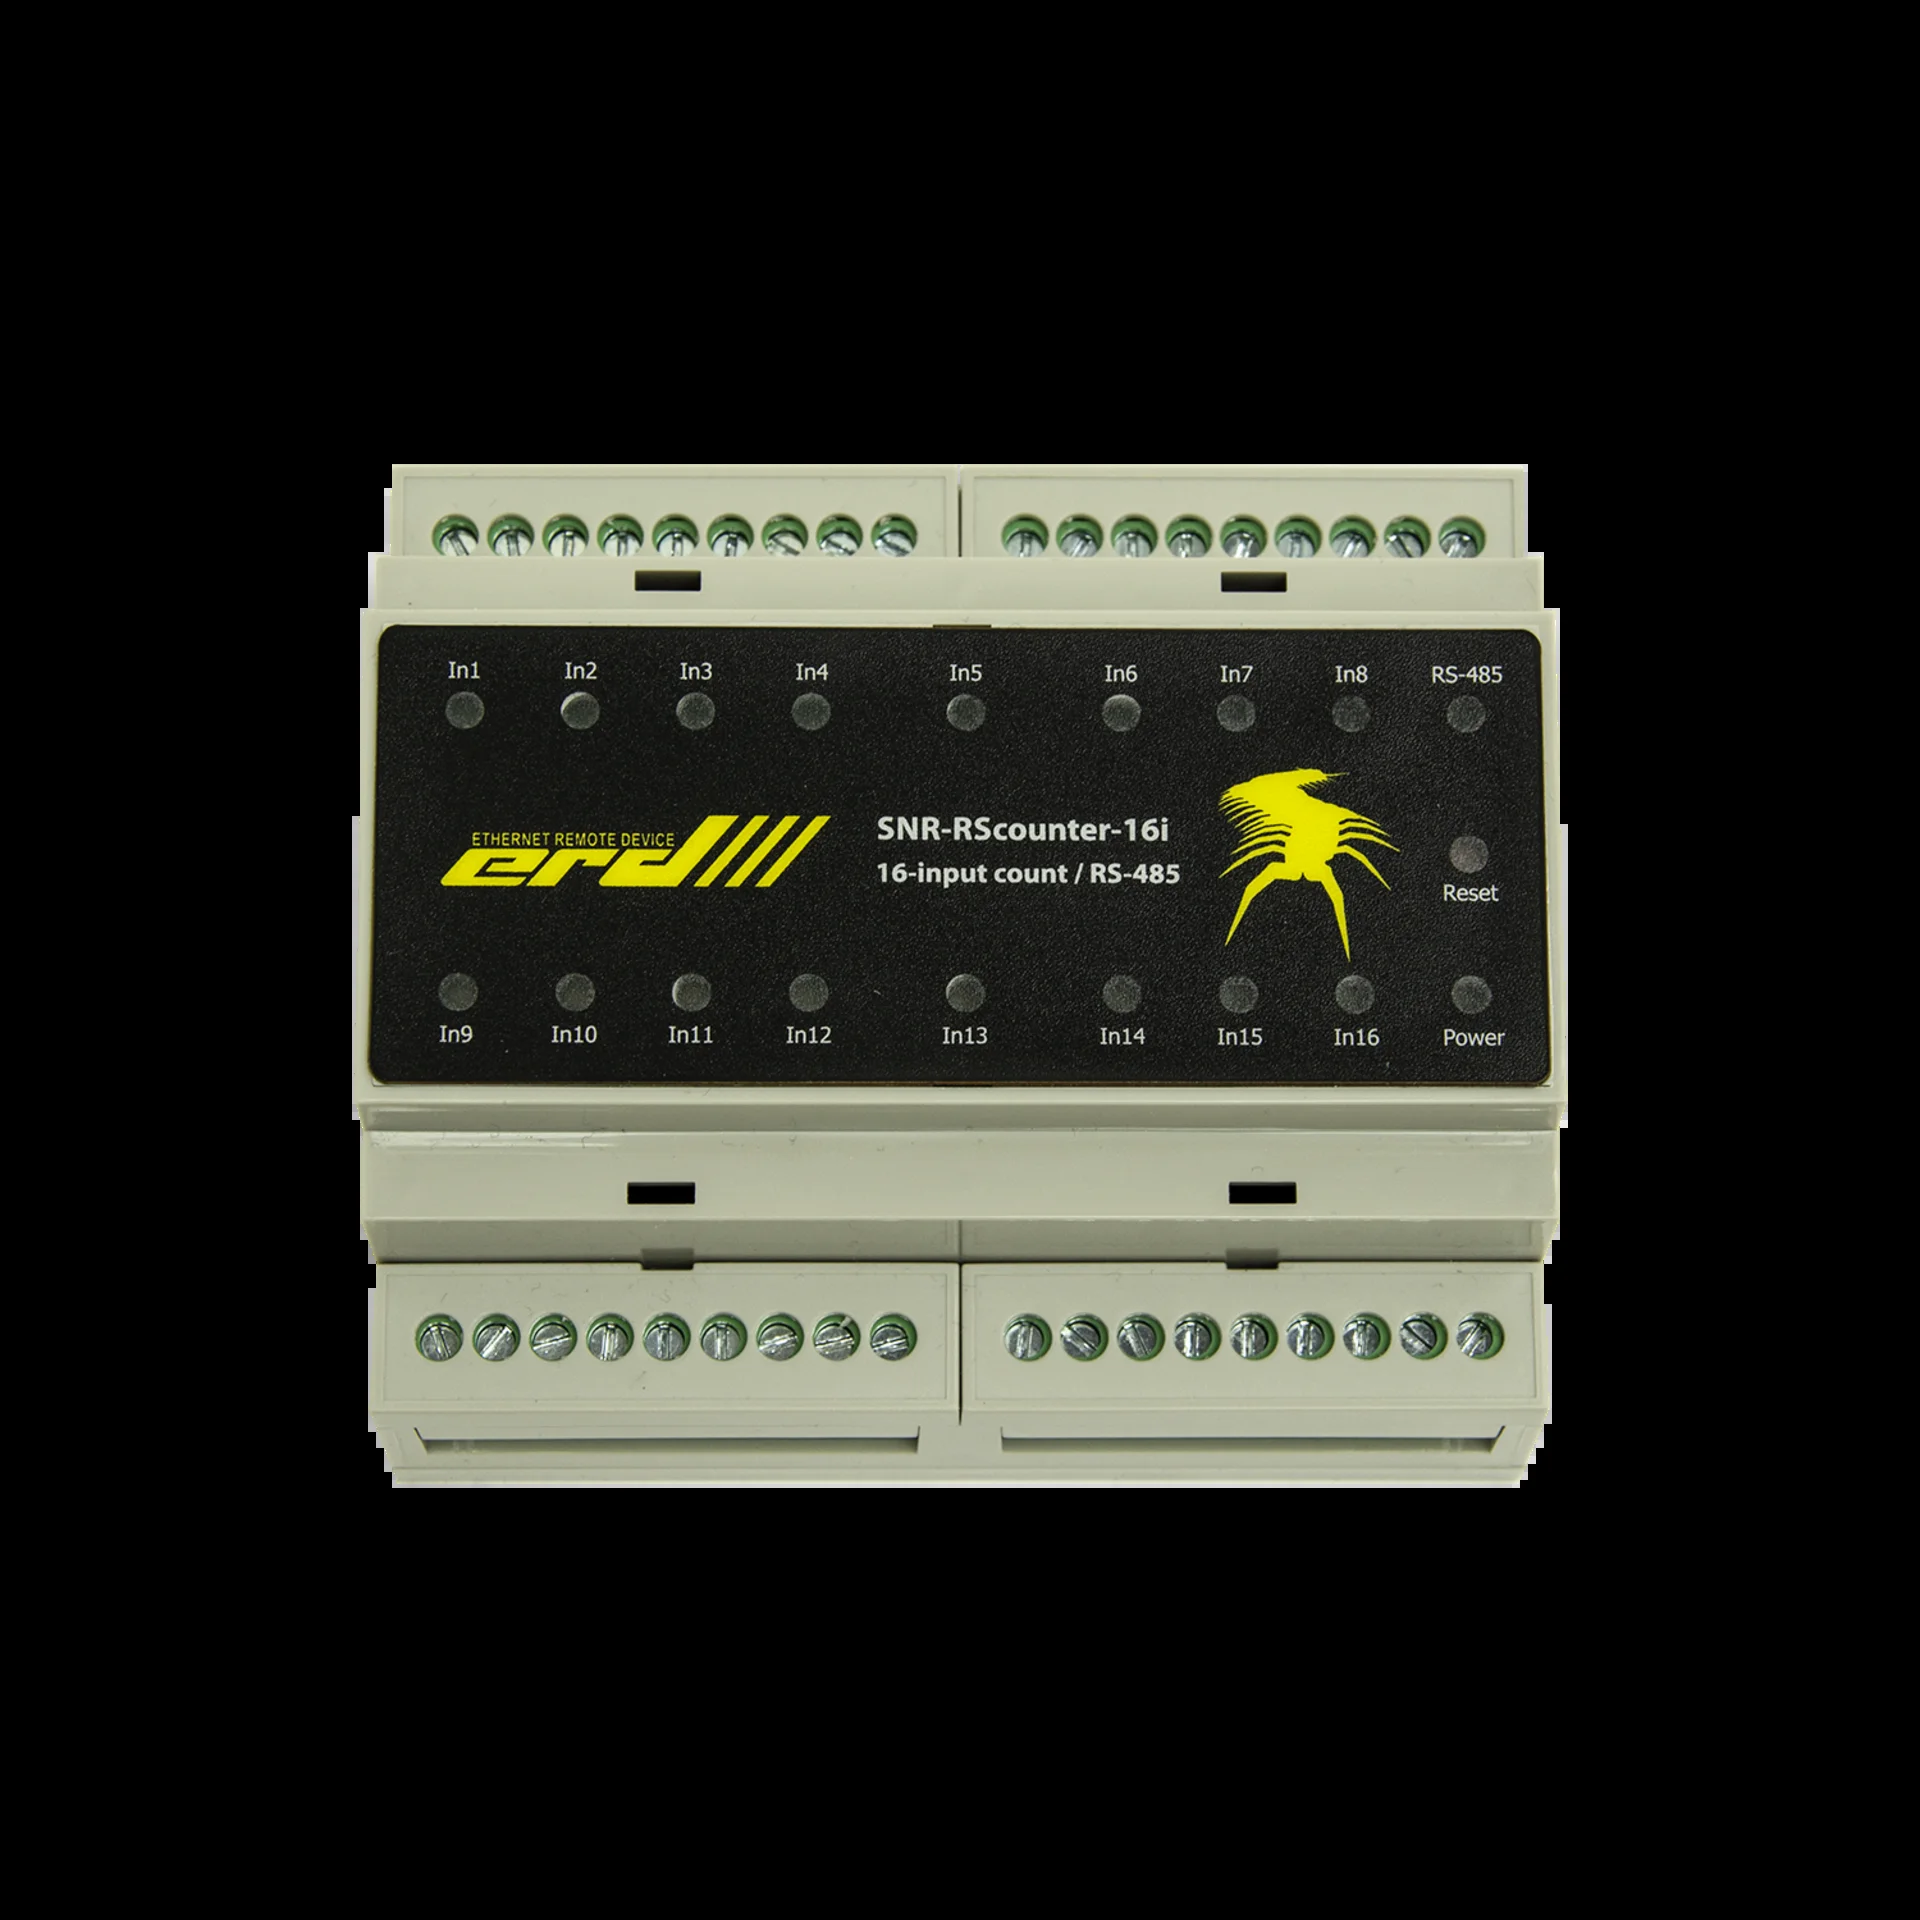 In1 In2 In3 In4 In5 In6 In7 In8 RS-485
ETHERNET REMOTE DEVICE
erd
SNR-RScounter-16i
16-input count / RS-485
Reset
In9 In10 In11 In12 In13 In14 In15 In16 Power